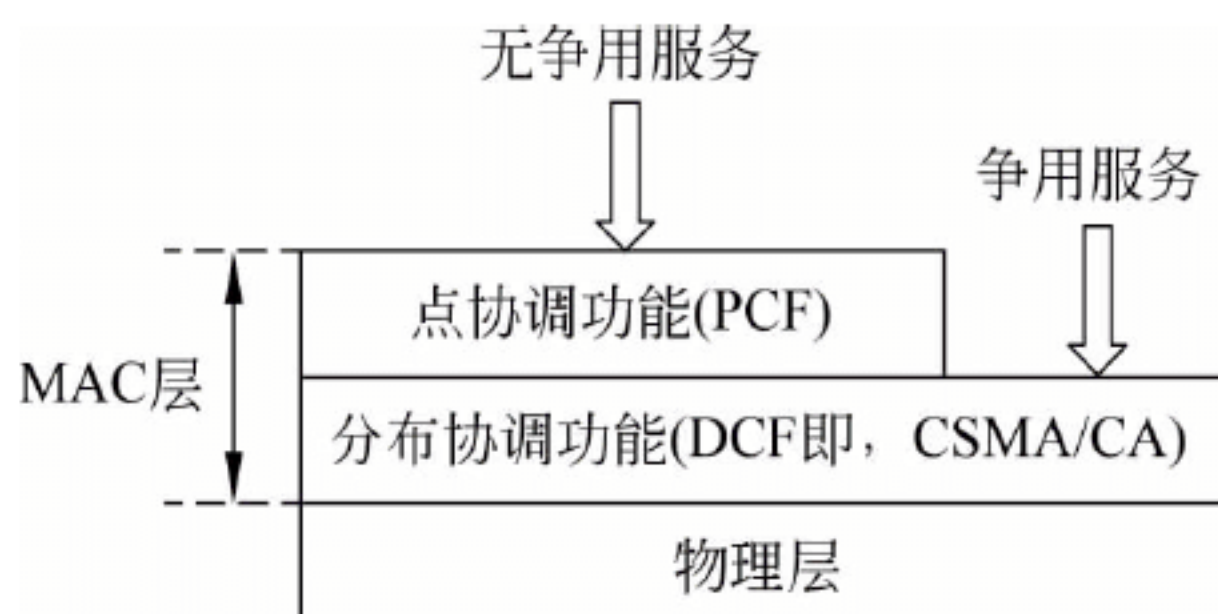 无争用服务
争用服务
点协调功能(PCF)
MAC层
分布协调功能(DCF即，CSMA/CA)
物理层